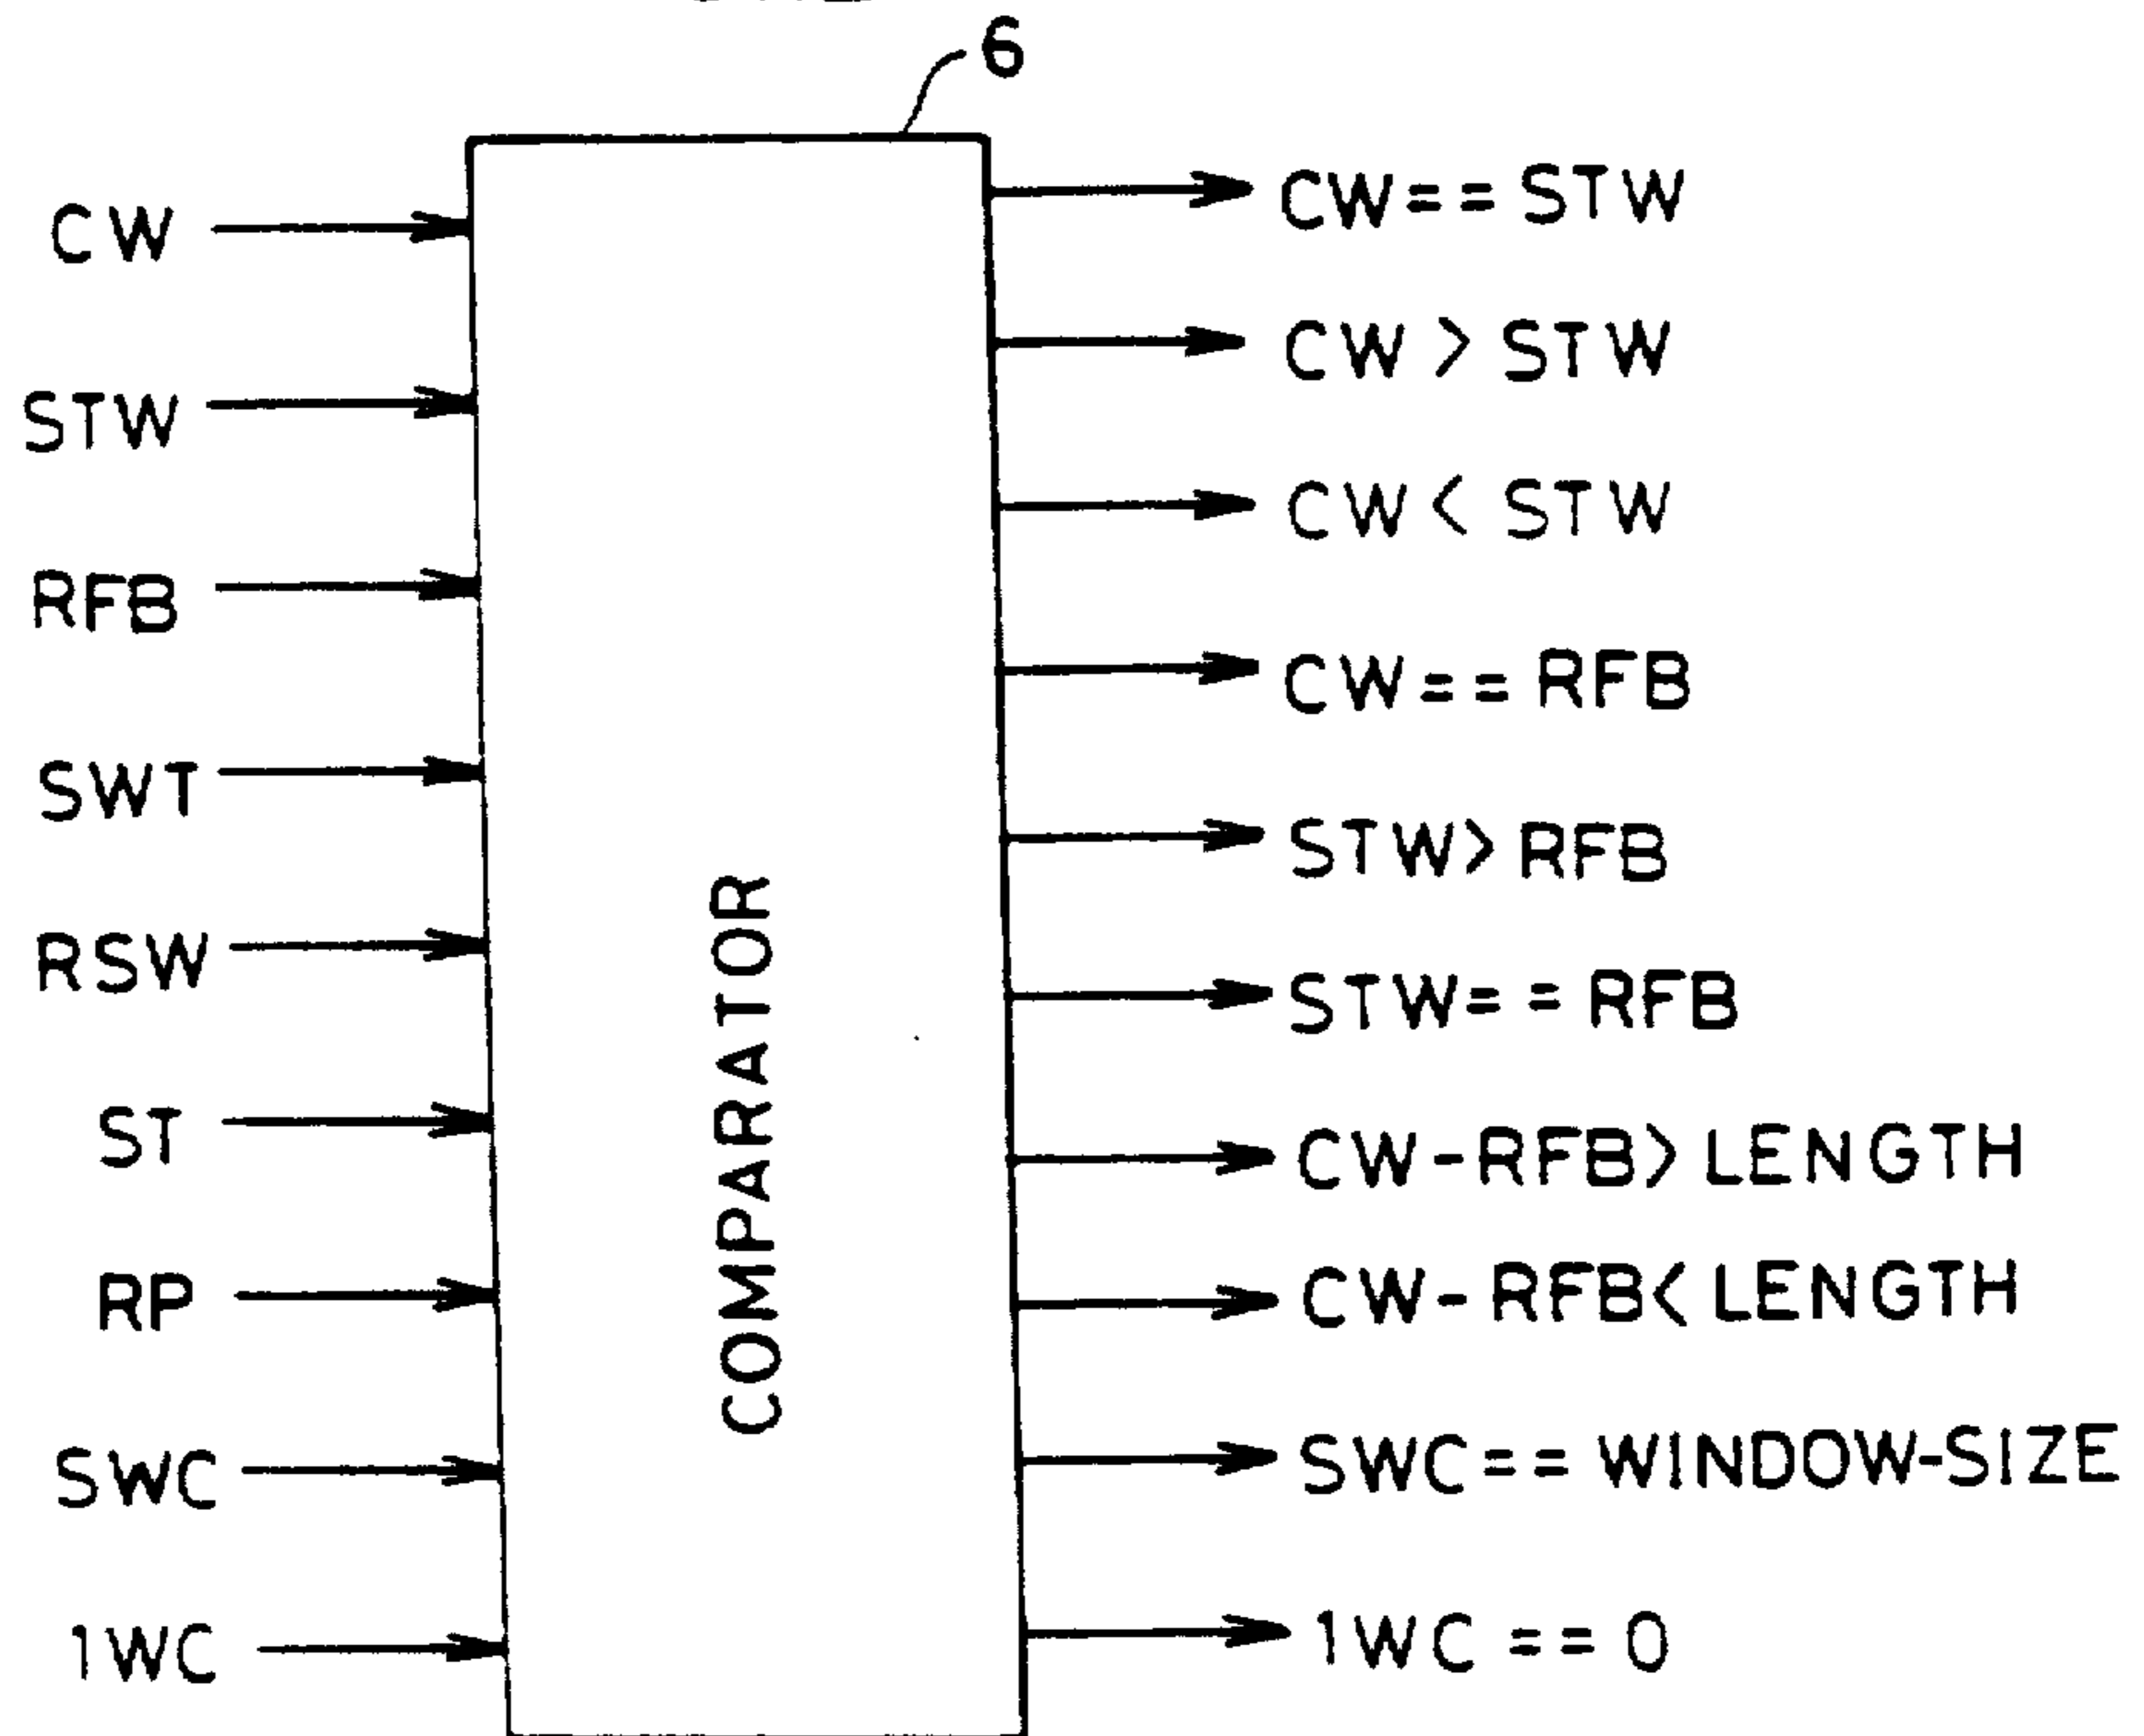 6
CW
STW
RFB
SWT
RSW
ST
RP
SWC
1WC
COMPARATOR
CW==STW
CW > STW
CW < STW
CW==RFB
STW>RFB
STW==RFB
CW-RFB>LENGTH
CW-RFB<LENGTH
SWC==WINDOW-SIZE
1WC==0